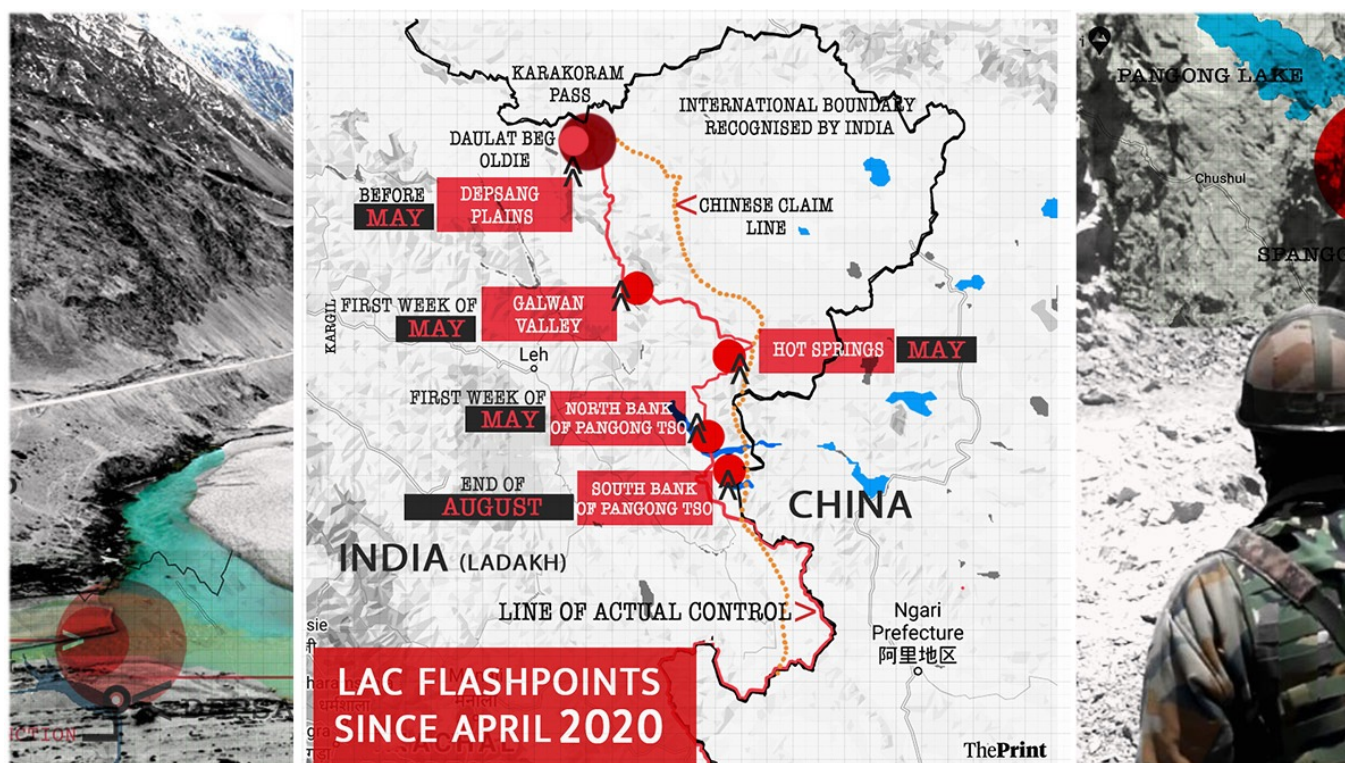 KARAKORAM
PASS
INTERNATIONAL BOUNDARY
RECOGNISED BY INDIA
DAULAT BEG
OLDIE
BEFORE
MAY
DEPSANG
PLAINS
CHINESE CLAIM
LINE
FIRST WEEK OF
MAY
GALWAN
VALLEY
KARGIL
Leh
HOT SPRINGS
MAY
FIRST WEEK OF
MAY
NORTH BANK
OF PANGONG TSO
END OF
AUGUST
SOUTH BANK
OF PANGONG TSO
CHINA
INDIA (LADAKH)
LINE OF ACTUAL CONTROL
Ngari
Prefecture
阿里地区
LAC FLASHPOINTS
SINCE APRIL 2020
ThePrint
PANGONG LAKE
Chushul